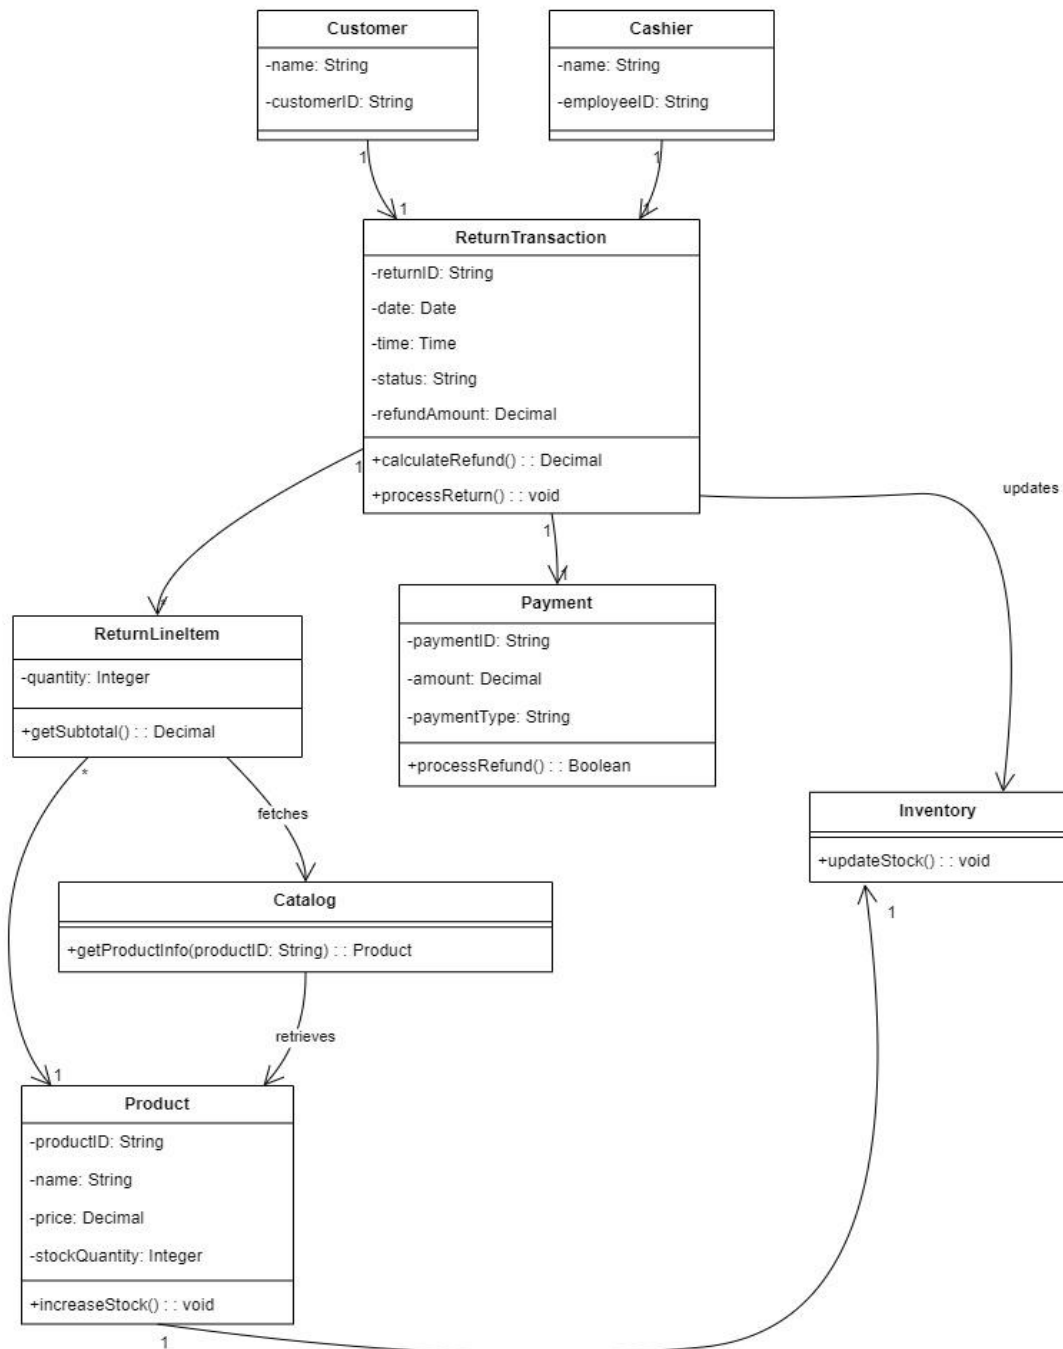 Customer
-name: String
-customerID: String
Cashier
-name: String
-employeeID: String
1
1
1
1
ReturnTransaction
-returnID: String
-date: Date
-time: Time
-status: String
-refundAmount: Decimal
+calculateRefund() : : Decimal
+processReturn() : : void
1
updates
1
1
*
ReturnLineItem
-quantity: Integer
+getSubtotal() : : Decimal
Payment
-paymentID: String
-amount: Decimal
-paymentType: String
+processRefund() : : Boolean
*
fetches
Inventory
+updateStock() : : void
1
Catalog
+getProductInfo(productID: String) : : Product
retrieves
1
Product
-productID: String
-name: String
-price: Decimal
-stockQuantity: Integer
+increaseStock() : : void
1